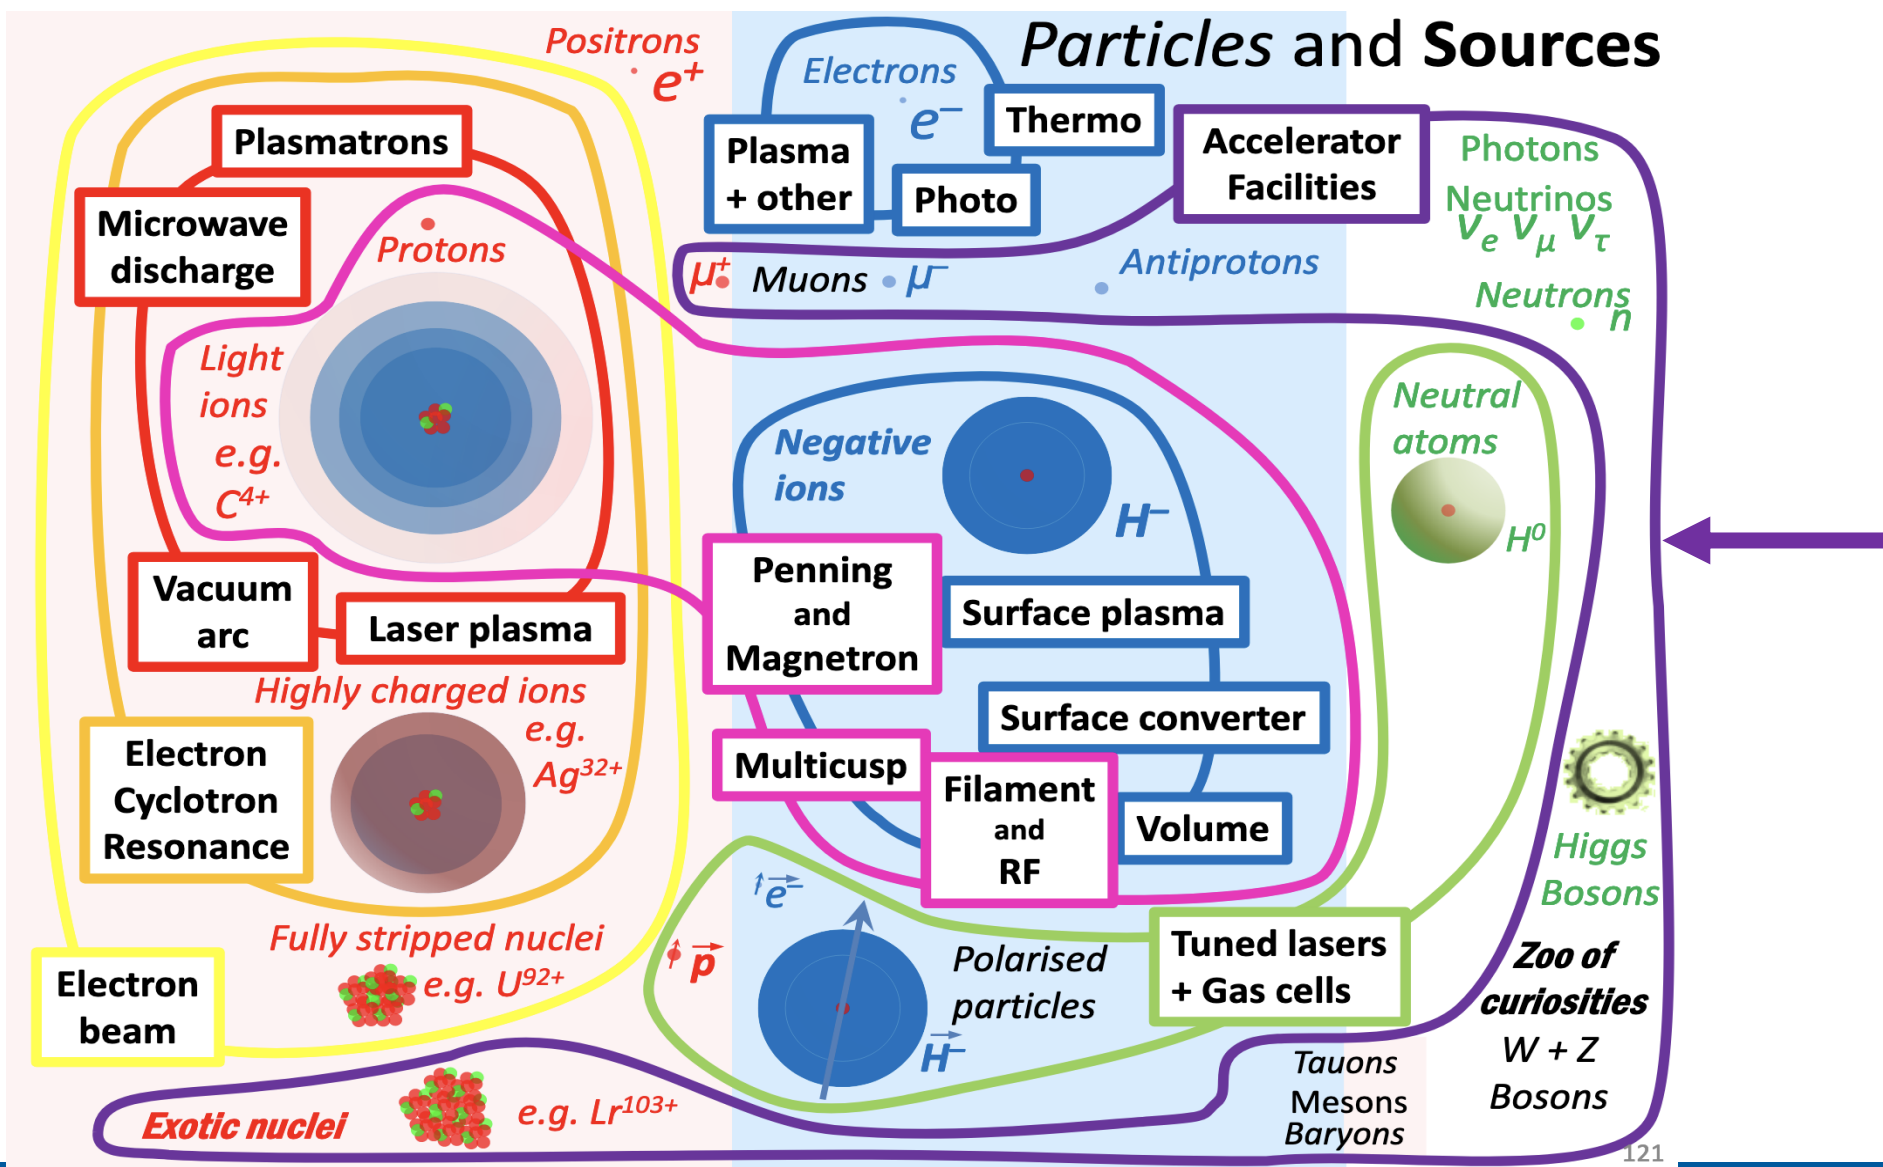 Particles and Sources
Positrons
e⁺
Electrons
e⁻
Plasma
+ other
Thermo
Photo
Accelerator
Facilities
Photons
Neutrinos
νₑ ν_μ ν_τ
Neutrons
n
Plasmatrons
Microwave
discharge
Protons
μ⁺ Muons μ⁻
Antiprotons
Light
ions
e.g.
C⁴⁺
Negative
ions
H⁻
Neutral
atoms
H⁰
Vacuum
arc
Laser plasma
Penning
and
Magnetron
Surface plasma
Surface converter
Multicusp
Filament
and
RF
Volume
Highly charged ions
e.g.
Ag³²⁺
Electron
Cyclotron
Resonance
Higgs
Bosons
Fully stripped nuclei
e.g. U⁹²⁺
Electron
beam
↑e⃗⁻
p⃗
H⃗⁻
Polarised
particles
Tuned lasers
+ Gas cells
Zoo of
curiosities
W + Z
Bosons
Tauons
Mesons
Baryons
Exotic nuclei
e.g. Lr¹⁰³⁺
121